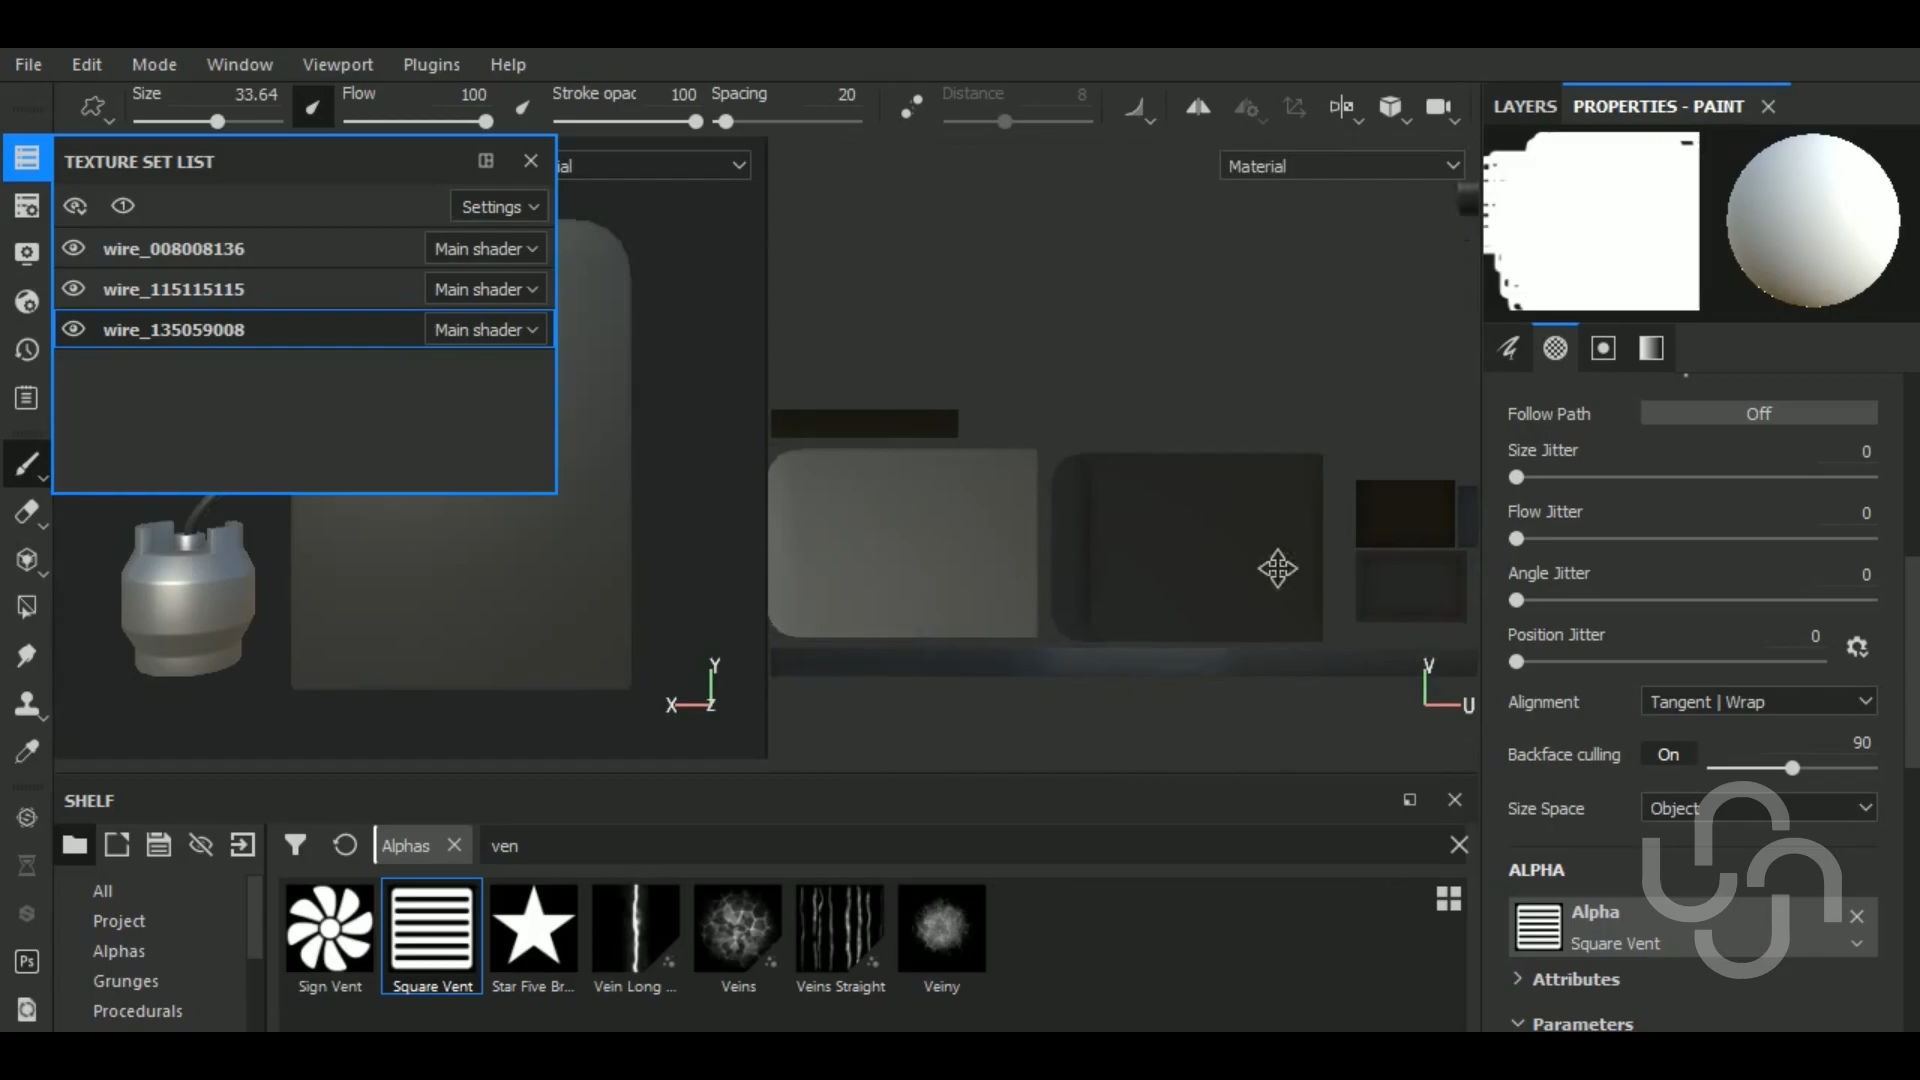 File Edit Mode Window Viewport Plugins Help
Size 33.64 Flow 100 Stroke opac 100 Spacing 20 Distance 8
LAYERS PROPERTIES - PAINT
TEXTURE SET LIST
ial
Material
Settings
wire_008008136 Main shader
wire_115115115 Main shader
wire_135059008 Main shader
Follow Path Off
Size Jitter 0
Flow Jitter 0
Angle Jitter 0
Position Jitter 0
Alignment Tangent | Wrap
Backface culling On 90
Size Space Object
ALPHA
Alpha
Square Vent
Attributes
Parameters
Y
X Z
V
U
SHELF
Alphas ven
All
Project
Alphas
Grunges
Procedurals
Sign Vent Square Vent Star Five Br... Vein Long ... Veins Veins Straight Veiny
Ps